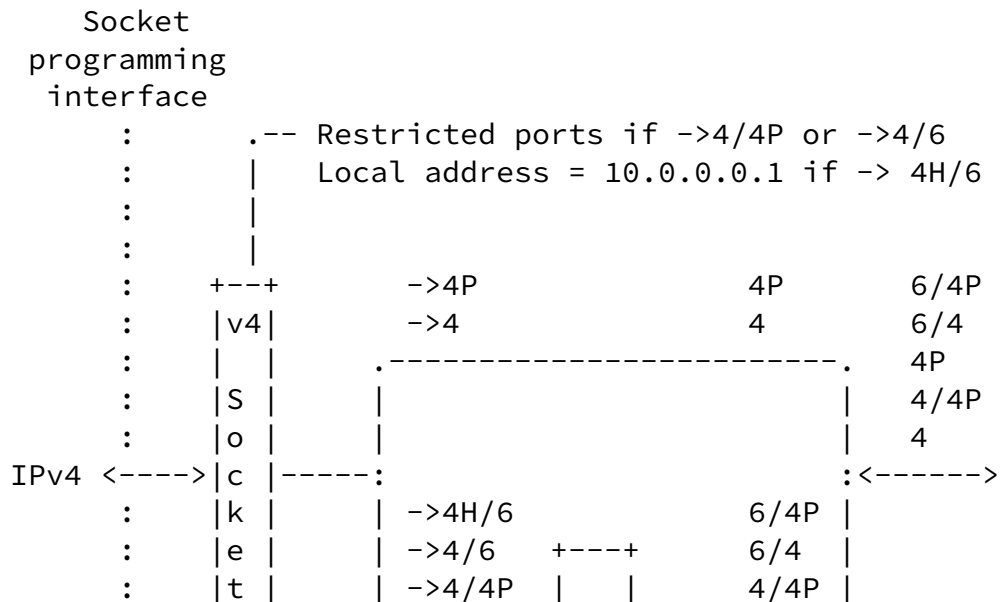 Socket
 programming
  interface
      :      .-- Restricted ports if ->4/4P or ->4/6
      :      |   Local address = 10.0.0.0.1 if -> 4H/6
      :      |
      :      |
      :    +--+       ->4P              4P      6/4P
      :    |v4|       ->4               4       6/4
      :    |  |     .-------------------------. 4P
      :    |S |     |                         | 4/4P
      :    |o |     |                         | 4
IPv4 <---->|c |-----:                         :<------>
      :    |k |     | ->4H/6            6/4P  |
      :    |e |     | ->4/6   +---+    6/4   |
      :    |t |     | ->4/4P  |   |    4/4P  |